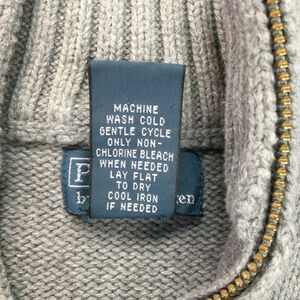 MACHINE
WASH COLD
GENTLE CYCLE
ONLY NON-
CHLORINE BLEACH
WHEN NEEDED
LAY FLAT
TO DRY
COOL IRON
IF NEEDED